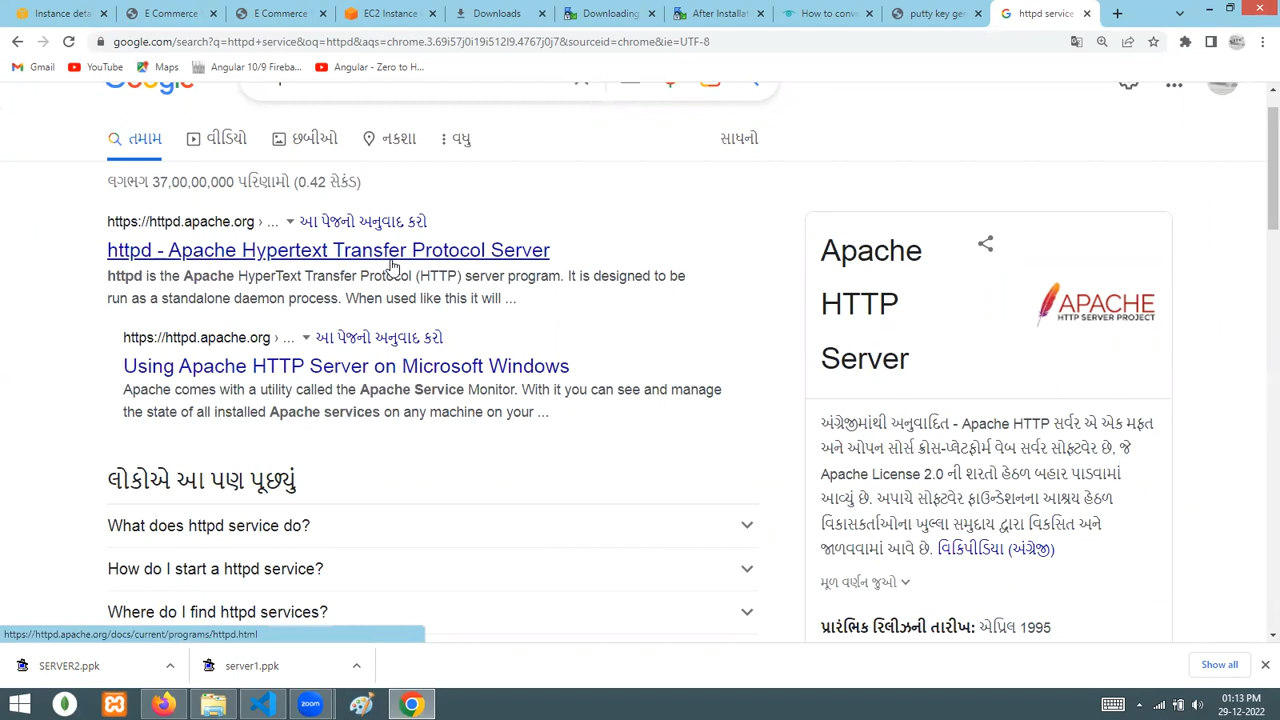 Instance detai
E Commerce
E Commerce
EC2 Instance
Downloads
Downloading
After Installat
How to conv
putty key gen
httpd service
google.com/search?q=httpd+service&oq=httpd&aqs=chrome.3.69i57j0i19i512l9.4767j0j7&sourceid=chrome&ie=UTF-8
Gmail
YouTube
Maps
Angular 10/9 Fireba...
Angular - Zero to H...
તમામ
વીડિયો
છબીઓ
નકશા
વધુ
સાધનો
લગભગ 37,00,00,000 પરિણામો (0.42 સેકંડ)
https://httpd.apache.org › ... આ પેજનો અનુવાદ કરો
httpd - Apache Hypertext Transfer Protocol Server
httpd is the Apache HyperText Transfer Protocol (HTTP) server program. It is designed to be
run as a standalone daemon process. When used like this it will ...
https://httpd.apache.org › ... આ પેજનો અનુવાદ કરો
Using Apache HTTP Server on Microsoft Windows
Apache comes with a utility called the Apache Service Monitor. With it you can see and manage
the state of all installed Apache services on any machine on your ...
લોકોએ આ પણ પૂછ્યું
What does httpd service do?
How do I start a httpd service?
Where do I find httpd services?
Apache
HTTP
Server
APACHE
HTTP SERVER PROJECT
અંગ્રેજીમાંથી અનુવાદિત - Apache HTTP સર્વર એ એક મફત
અને ઓપન સોર્સ ક્રોસ-પ્લેટફોર્મ વેબ સર્વર સોફ્ટવેર છે, જે
Apache License 2.0 ની શરતો હેઠળ બહાર પાડવામાં
આવ્યું છે. અપાચે સોફ્ટવેર ફાઉન્ડેશનના આશ્રય હેઠળ
વિકાસકર્તાઓના ખુલ્લા સમુદાય દ્વારા વિકસિત અને
જાળવવામાં આવે છે. વિકિપીડિયા (અંગ્રેજી)
મૂળ વર્ણન જુઓ
પ્રારંભિક રિલીઝની તારીખ: એપ્રિલ 1995
https://httpd.apache.org/docs/current/programs/httpd.html
SERVER2.ppk
server1.ppk
Show all
zoom
01:13 PM
29-12-2022